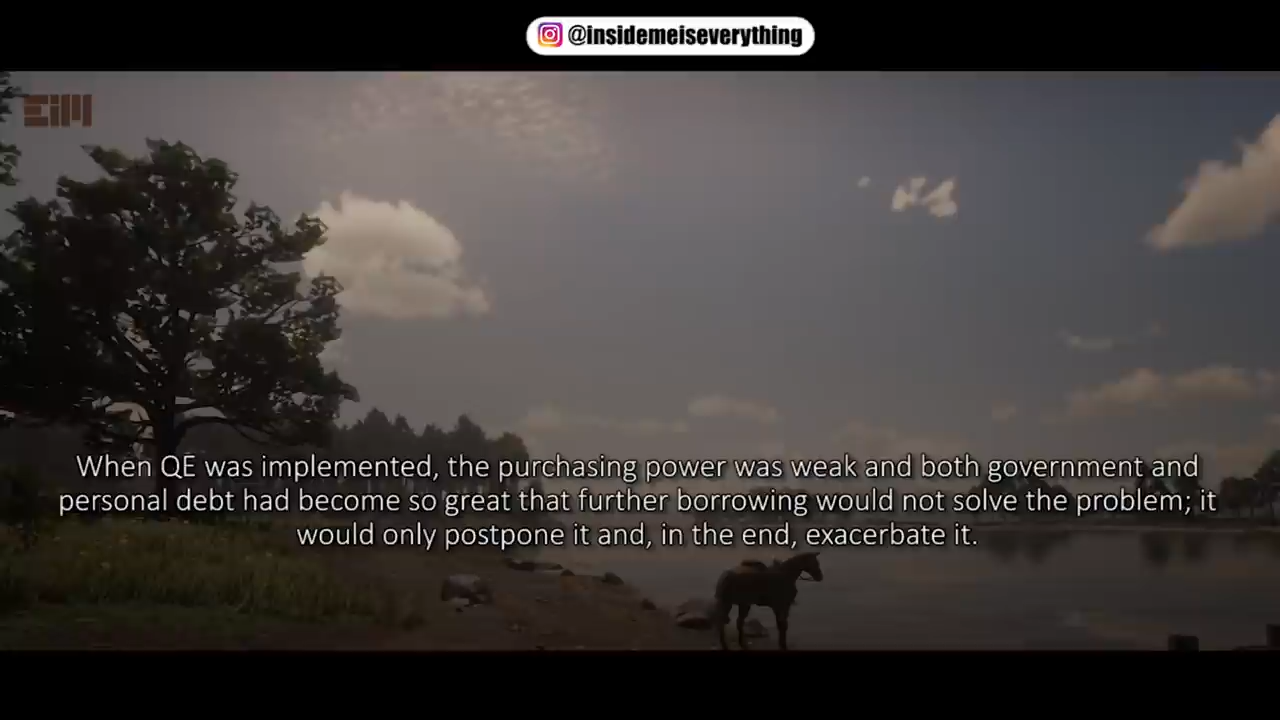 @insidemeiseverything
EiM
When QE was implemented, the purchasing power was weak and both government and
personal debt had become so great that further borrowing would not solve the problem; it
would only postpone it and, in the end, exacerbate it.